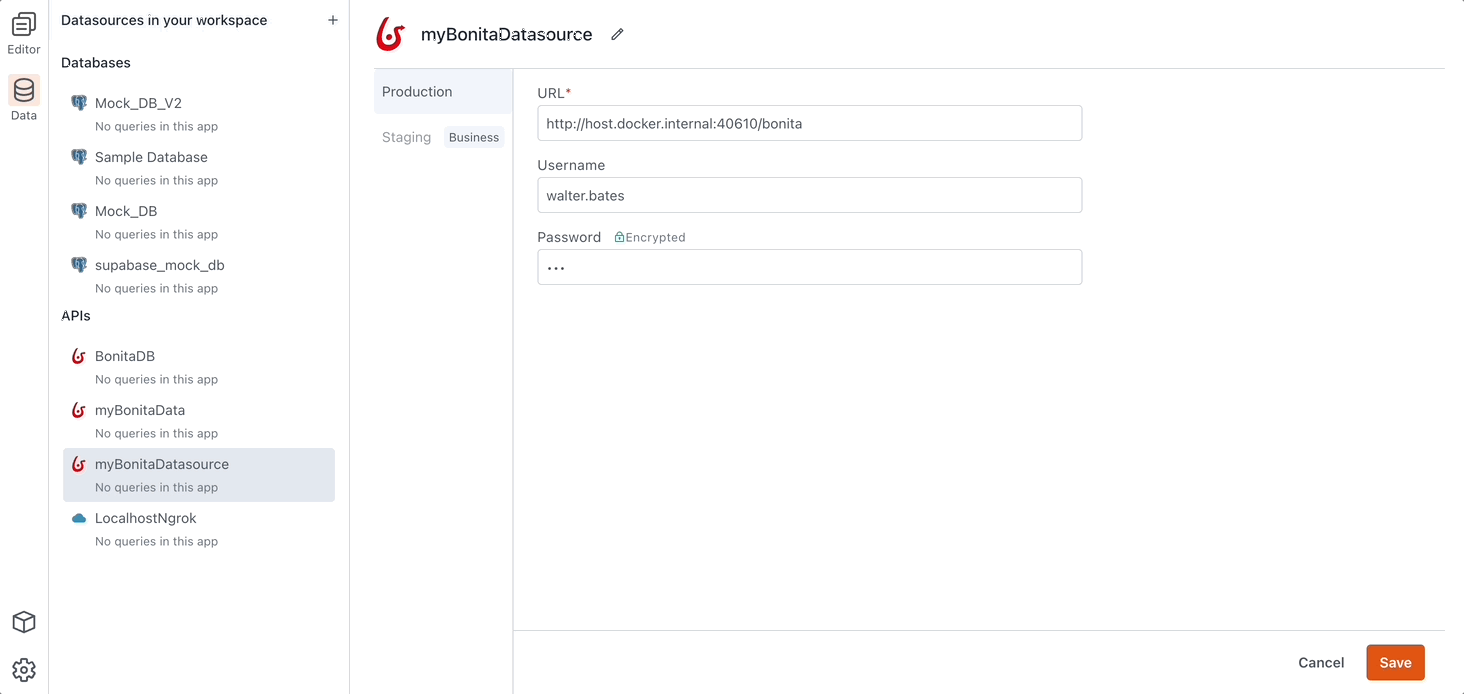 Editor
Data
Datasources in your workspace +
Databases
Mock_DB_V2
No queries in this app
Sample Database
No queries in this app
Mock_DB
No queries in this app
supabase_mock_db
No queries in this app
APIs
BonitaDB
No queries in this app
myBonitaData
No queries in this app
myBonitaDatasource
No queries in this app
LocalhostNgrok
No queries in this app
myBonitaDatasource
Production
Staging Business
URL*
http://host.docker.internal:40610/bonita
Username
walter.bates
Password Encrypted
•••
Cancel Save